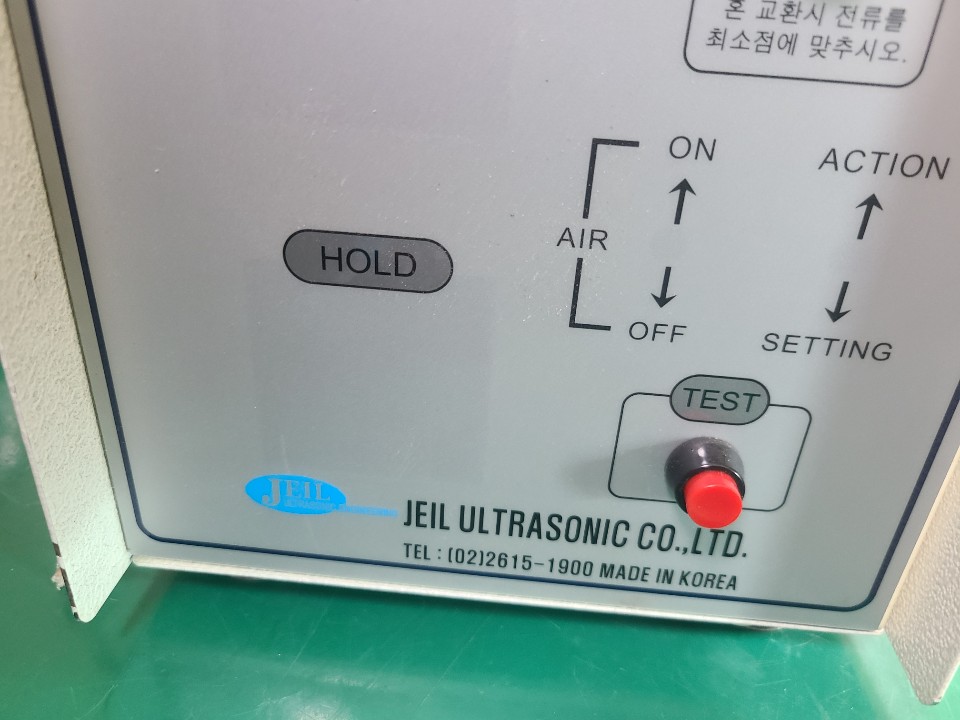 혼 교환시 전류를
최소점에 맞추시오.
ON
ACTION
AIR
HOLD
OFF
SETTING
TEST
JEIL
JEIL ULTRASONIC CO.,LTD.
TEL : (02)2615-1900 MADE IN KOREA